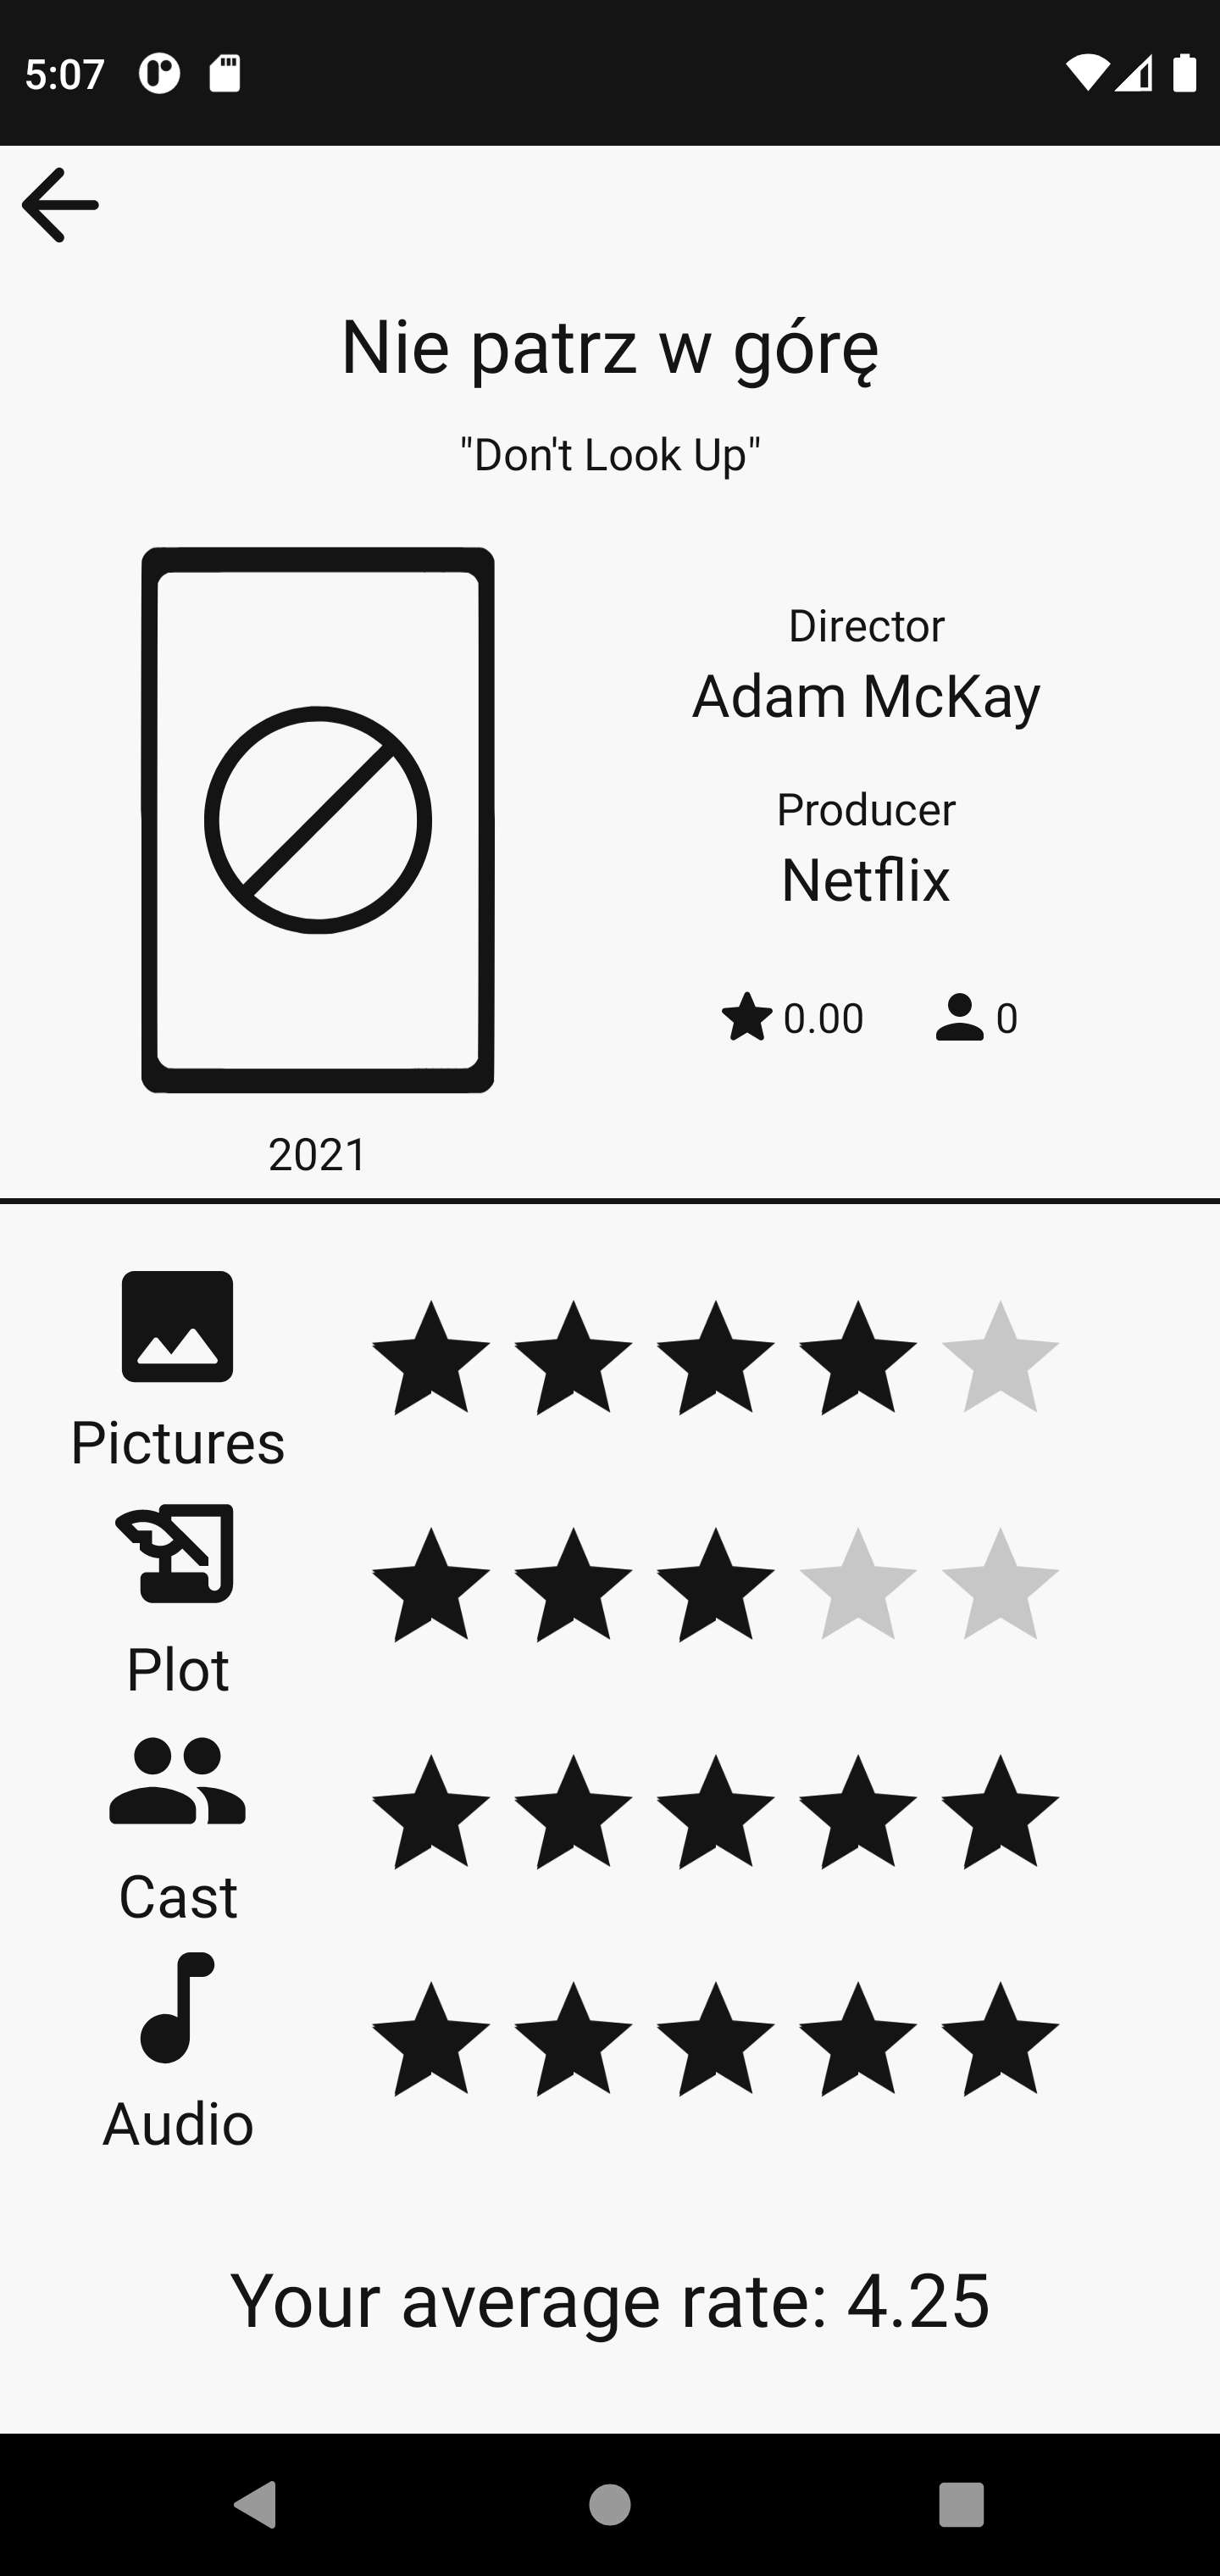 5:07
Nie patrz w górę
"Don't Look Up"
Director
Adam McKay
Producer
Netflix
0.00 0
2021
Pictures
Plot
Cast
Audio
Your average rate: 4.25